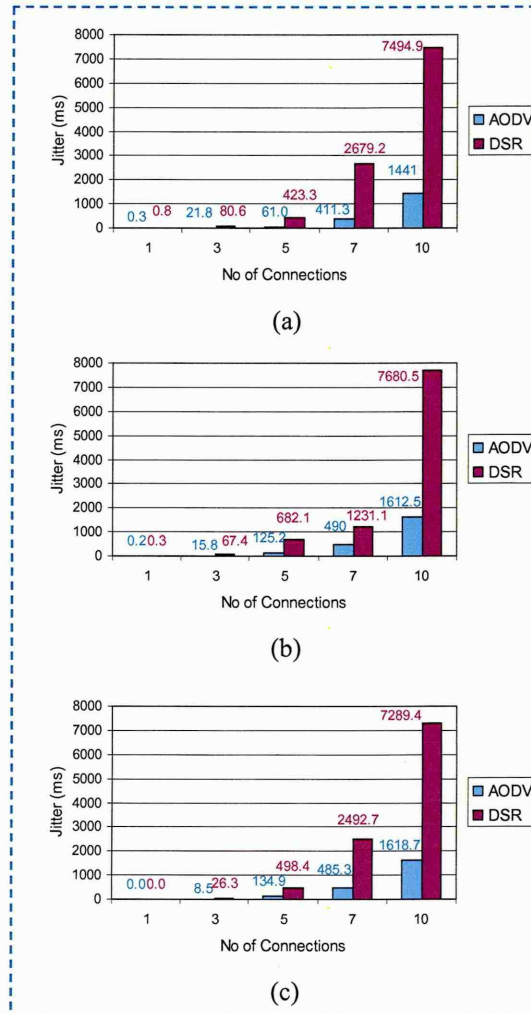 8000
7000
6000
5000
4000
3000
2000
1000
0
Jitter (ms)
0.3 0.8 21.8 80.6 61.0 423.3 411.3 2679.2 1441 7494.9
1 3 5 7 10
No of Connections
AODV
DSR
(a)
8000
7000
6000
5000
4000
3000
2000
1000
0
Jitter (ms)
0.2 0.3 15.8 67.4 125.2 682.1 490 1231.1 1612.5 7680.5
1 3 5 7 10
No of Connections
AODV
DSR
(b)
8000
7000
6000
5000
4000
3000
2000
1000
0
Jitter (ms)
0.0 0.0 8.5 26.3 134.9 498.4 485.3 2492.7 1618.7 7289.4
1 3 5 7 10
No of Connections
AODV
DSR
(c)